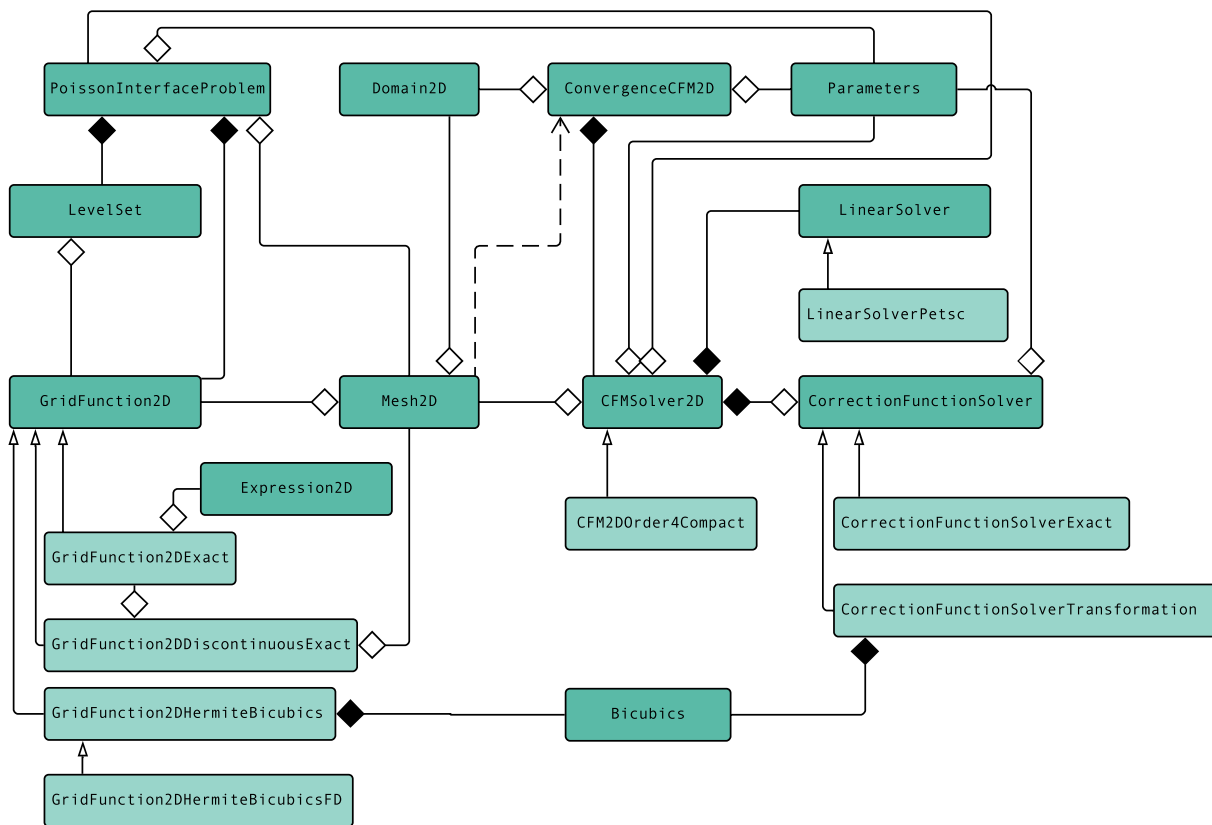 PoissonInterfaceProblem
Domain2D
ConvergenceCFM2D
Parameters
LevelSet
LinearSolver
LinearSolverPetsc
GridFunction2D
Mesh2D
CFMSolver2D
CorrectionFunctionSolver
Expression2D
CFM2DOrder4Compact
CorrectionFunctionSolverExact
GridFunction2DExact
CorrectionFunctionSolverTransformation
GridFunction2DDiscontinuousExact
GridFunction2DHermiteBicubics
Bicubics
GridFunction2DHermiteBicubicsFD